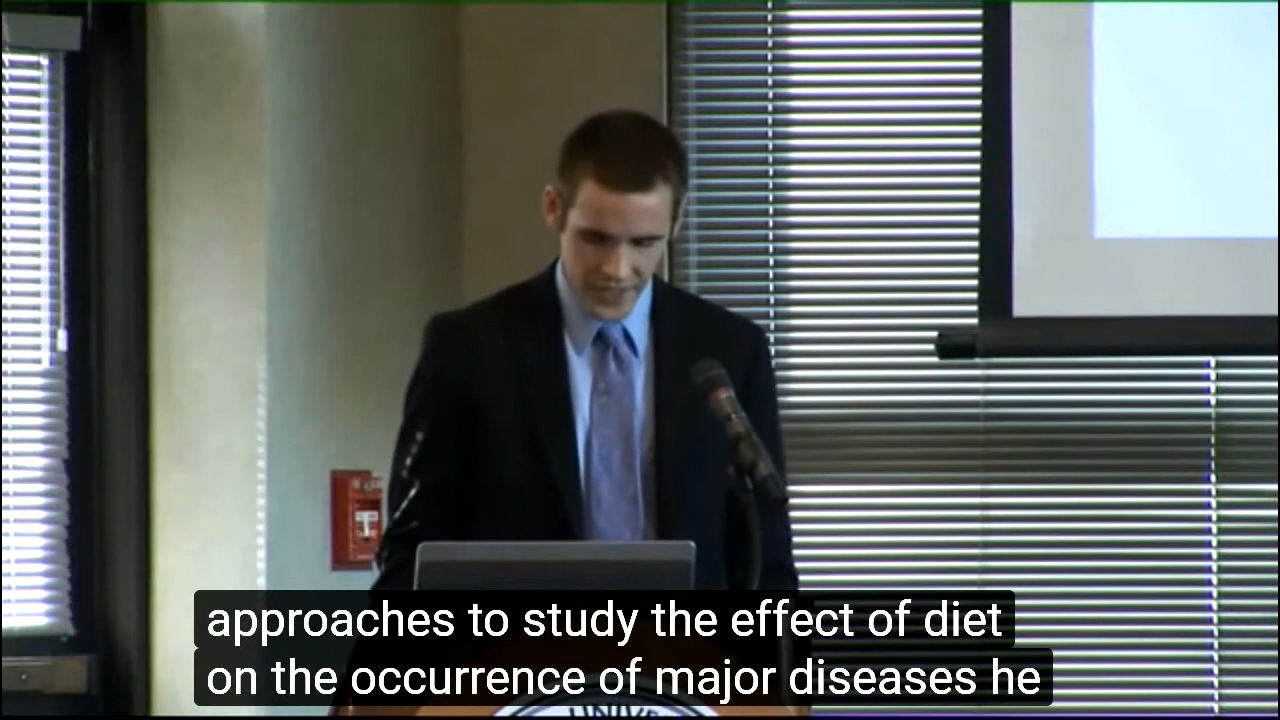 approaches to study the effect of diet
on the occurrence of major diseases he